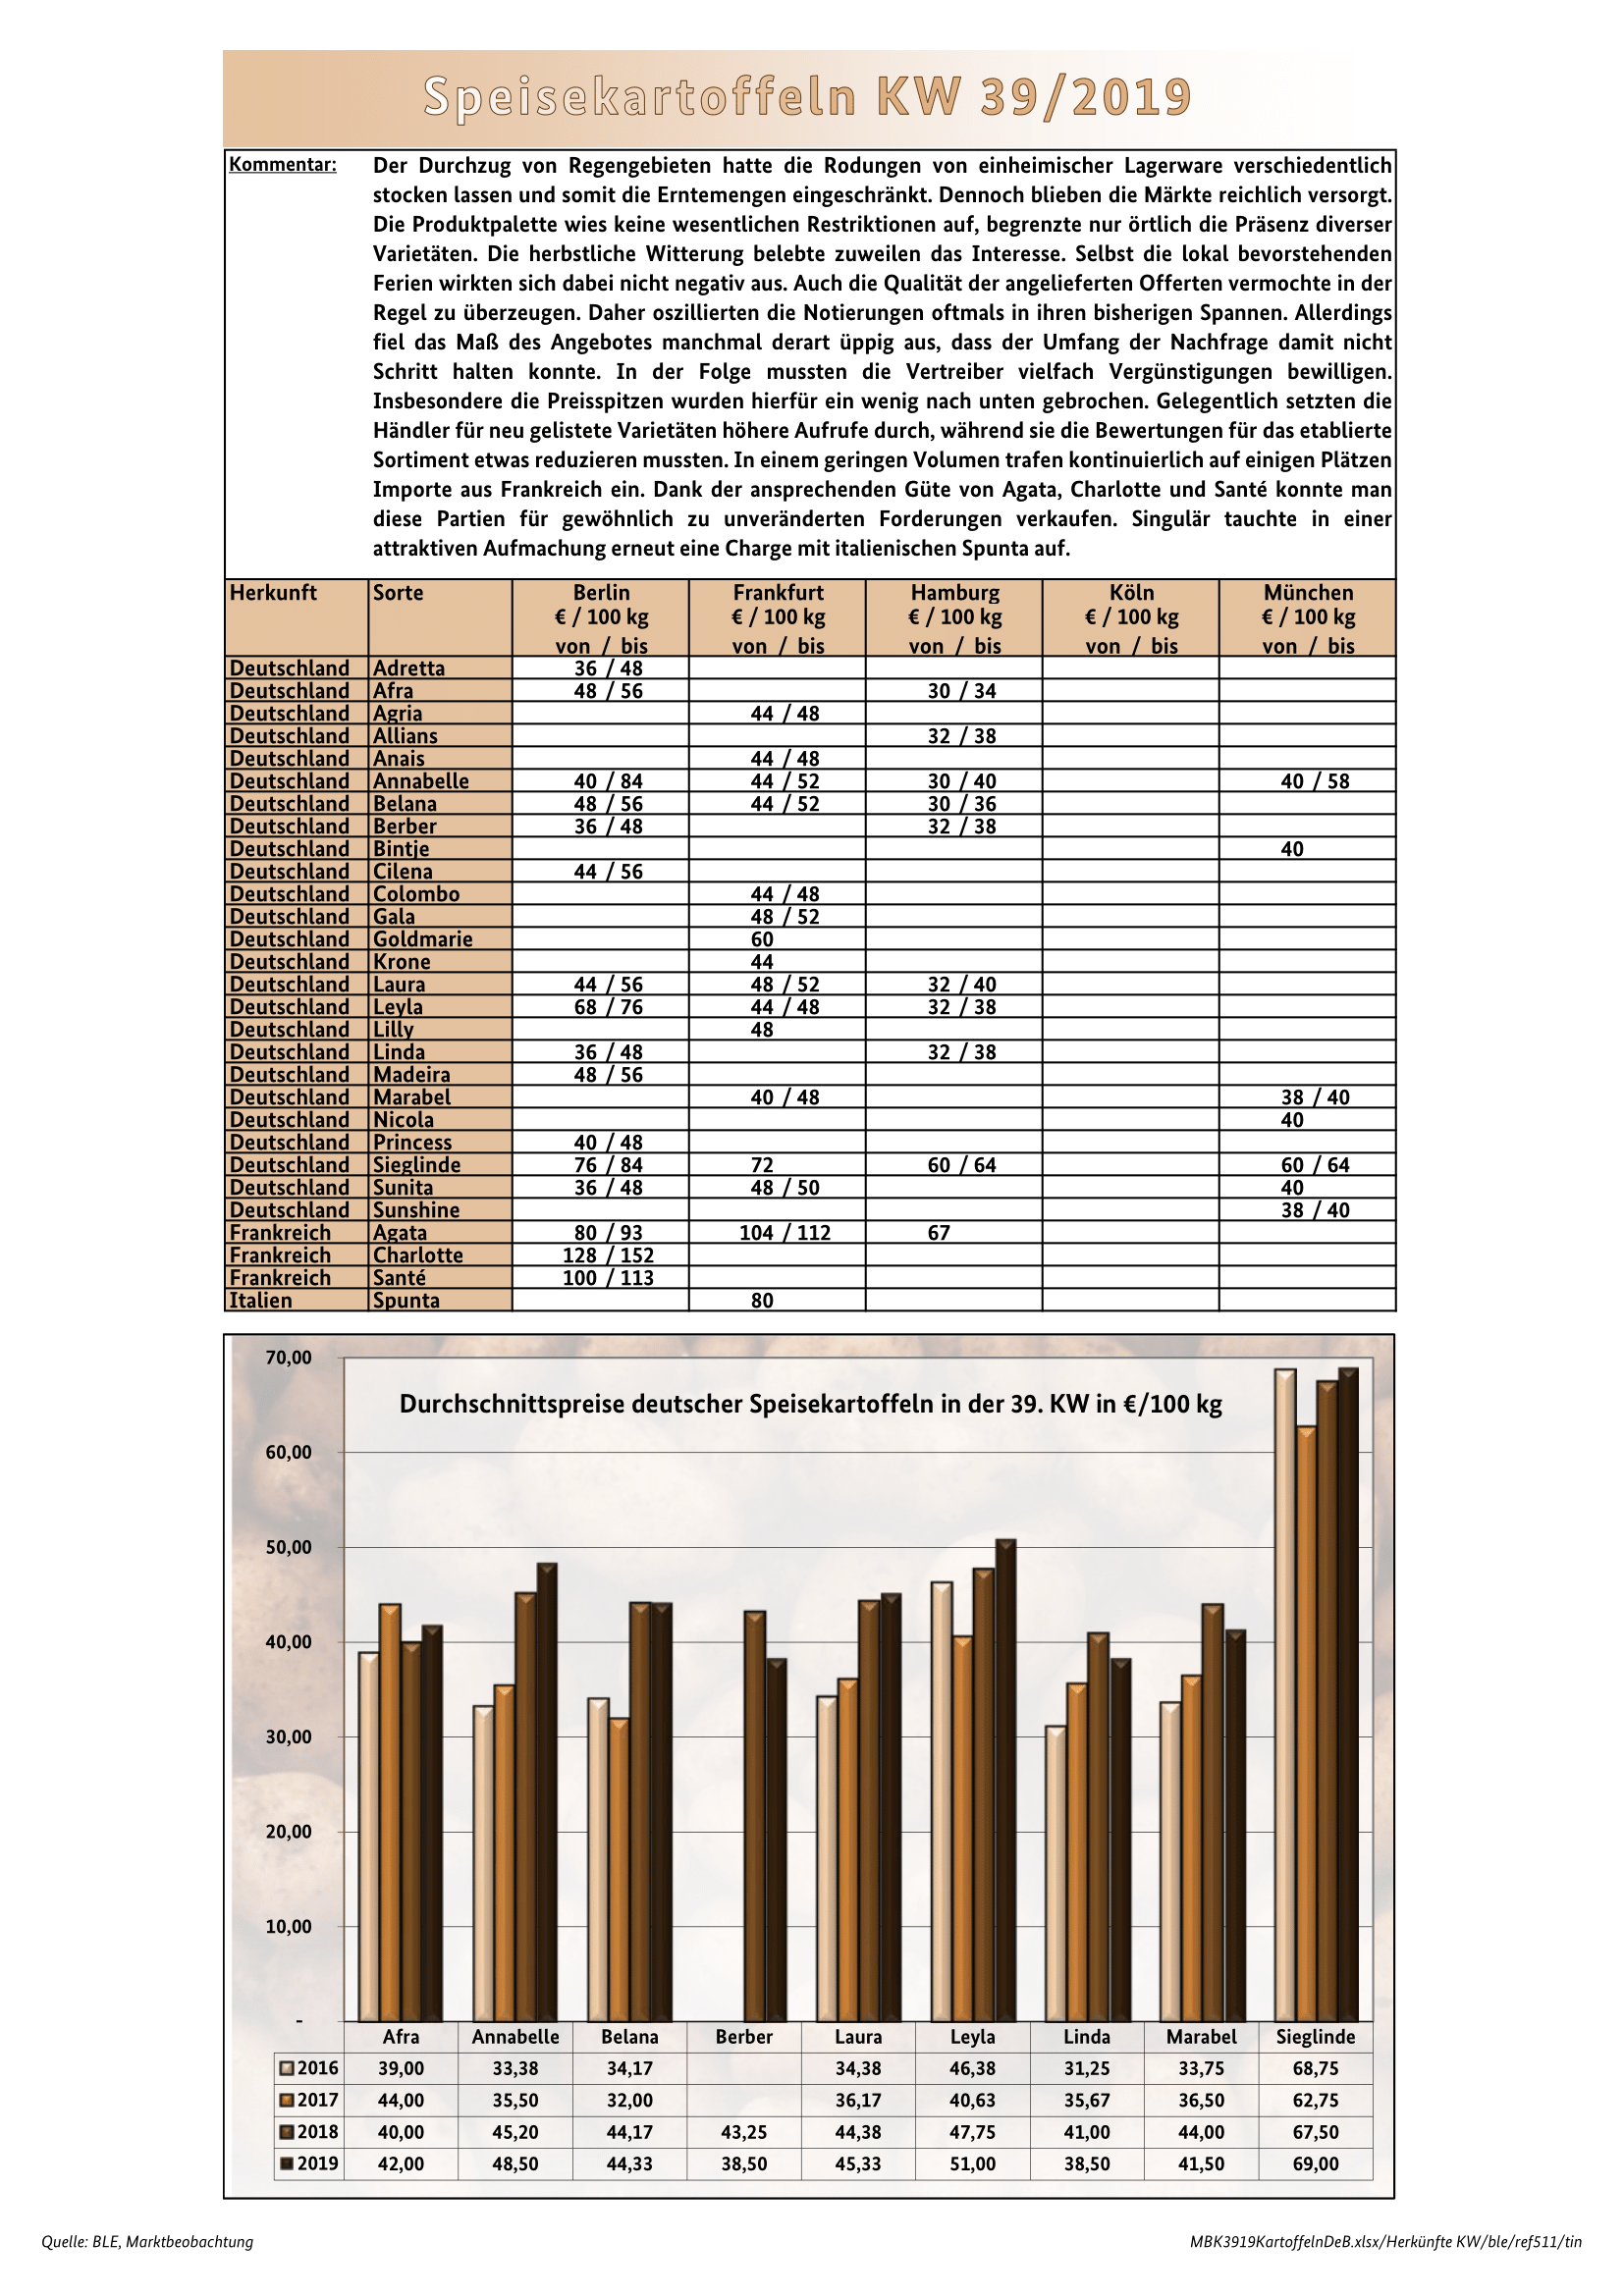 Speisekartoffeln KW 39/2019
Kommentar: Der Durchzug von Regengebieten hatte die Rodungen von einheimischer Lagerware verschiedentlich
stocken lassen und somit die Erntemengen eingeschränkt. Dennoch blieben die Märkte reichlich versorgt.
Die Produktpalette wies keine wesentlichen Restriktionen auf, begrenzte nur örtlich die Präsenz diverser
Varietäten. Die herbstliche Witterung belebte zuweilen das Interesse. Selbst die lokal bevorstehenden
Ferien wirkten sich dabei nicht negativ aus. Auch die Qualität der angelieferten Offerten vermochte in der
Regel zu überzeugen. Daher oszillierten die Notierungen oftmals in ihren bisherigen Spannen. Allerdings
fiel das Maß des Angebotes manchmal derart üppig aus, dass der Umfang der Nachfrage damit nicht
Schritt halten konnte. In der Folge mussten die Vertreiber vielfach Vergünstigungen bewilligen.
Insbesondere die Preisspitzen wurden hierfür ein wenig nach unten gebrochen. Gelegentlich setzten die
Händler für neu gelistete Varietäten höhere Aufrufe durch, während sie die Bewertungen für das etablierte
Sortiment etwas reduzieren mussten. In einem geringen Volumen trafen kontinuierlich auf einigen Plätzen
Importe aus Frankreich ein. Dank der ansprechenden Güte von Agata, Charlotte und Santé konnte man
diese Partien für gewöhnlich zu unveränderten Forderungen verkaufen. Singulär tauchte in einer
attraktiven Aufmachung erneut eine Charge mit italienischen Spunta auf.
Herkunft Sorte Berlin Frankfurt Hamburg Köln München
€ / 100 kg € / 100 kg € / 100 kg € / 100 kg € / 100 kg
von / bis von / bis von / bis von / bis von / bis
Deutschland Adretta 36 / 48
Deutschland Afra 48 / 56 30 / 34
Deutschland Agria 44 / 48
Deutschland Allians 32 / 38
Deutschland Anais 44 / 48
Deutschland Annabelle 40 / 84 44 / 52 30 / 40 40 / 58
Deutschland Belana 48 / 56 44 / 52 30 / 36
Deutschland Berber 36 / 48 32 / 38
Deutschland Bintje 40
Deutschland Cilena 44 / 56
Deutschland Colombo 44 / 48
Deutschland Gala 48 / 52
Deutschland Goldmarie 60
Deutschland Krone 44
Deutschland Laura 44 / 56 48 / 52 32 / 40
Deutschland Leyla 68 / 76 44 / 48 32 / 38
Deutschland Lilly 48
Deutschland Linda 36 / 48 32 / 38
Deutschland Madeira 48 / 56
Deutschland Marabel 40 / 48 38 / 40
Deutschland Nicola 40
Deutschland Princess 40 / 48
Deutschland Sieglinde 76 / 84 72 60 / 64 60 / 64
Deutschland Sunita 36 / 48 48 / 50 40
Deutschland Sunshine 38 / 40
Frankreich Agata 80 / 93 104 / 112 67
Frankreich Charlotte 128 / 152
Frankreich Santé 100 / 113
Italien Spunta 80
Durchschnittspreise deutscher Speisekartoffeln in der 39. KW in €/100 kg
70,00
60,00
50,00
40,00
30,00
20,00
10,00
-
Afra Annabelle Belana Berber Laura Leyla Linda Marabel Sieglinde
2016 39,00 33,38 34,17 34,38 46,38 31,25 33,75 68,75
2017 44,00 35,50 32,00 36,17 40,63 35,67 36,50 62,75
2018 40,00 45,20 44,17 43,25 44,38 47,75 41,00 44,00 67,50
2019 42,00 48,50 44,33 38,50 45,33 51,00 38,50 41,50 69,00
Quelle: BLE, Marktbeobachtung MBK3919KartoffelnDeB.xlsx/Herkünfte KW/ble/ref511/tin